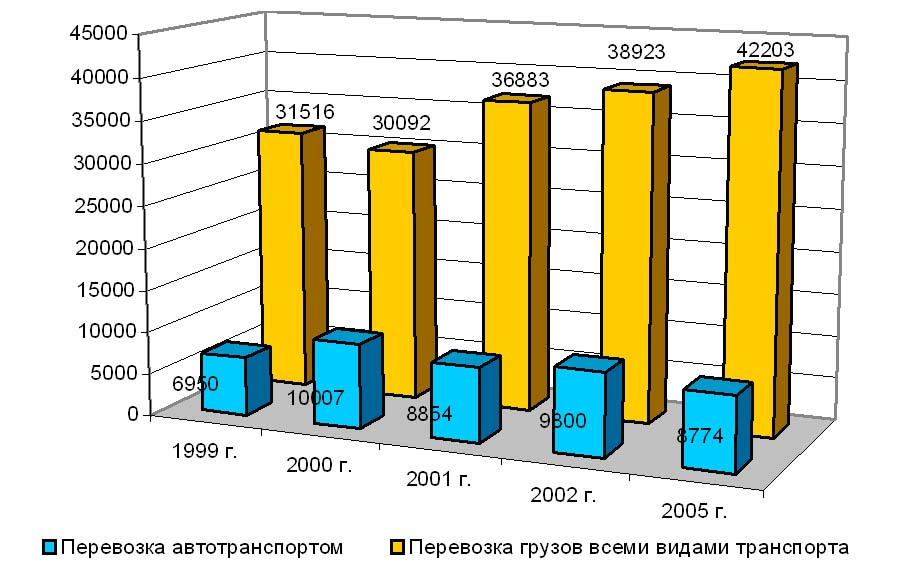 45000
40000
35000
30000
25000
20000
15000
10000
5000
0
31516
30092
36883
38923
42203
6950
10007
8854
9800
8774
1999 г.
2000 г.
2001 г.
2002 г.
2005 г.
Перевозка автотранспортом
Перевозка грузов всеми видами транспорта